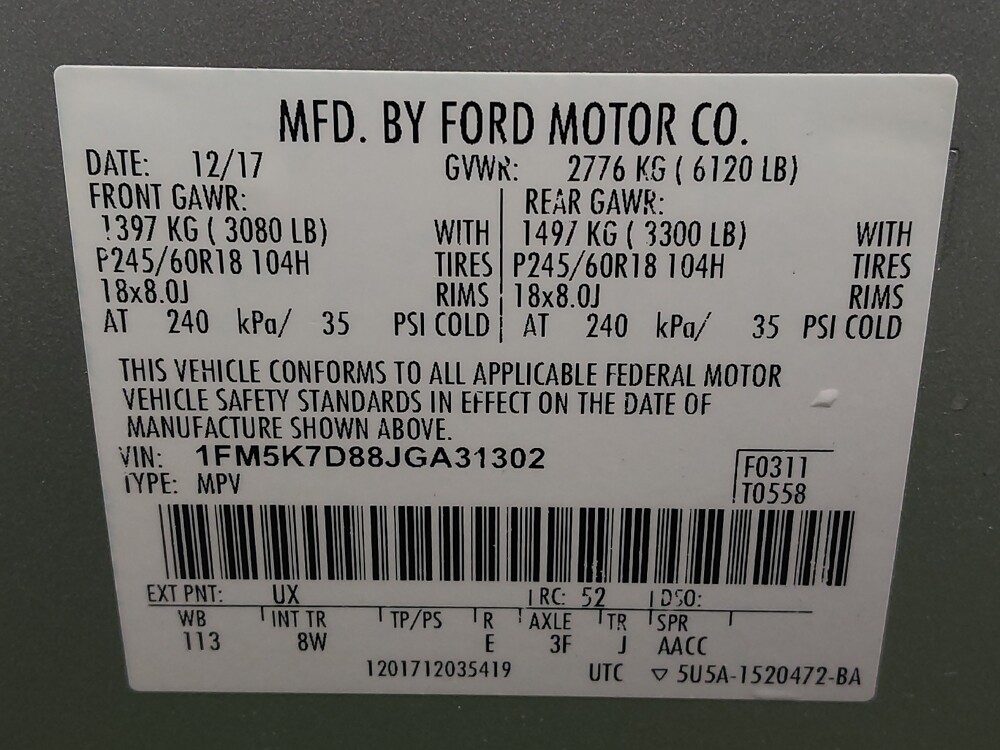 MFD. BY FORD MOTOR CO.
DATE: 12/17 GVWR: 2776 KG ( 6120 LB)
FRONT GAWR: REAR GAWR:
1397 KG ( 3080 LB) WITH 1497 KG ( 3300 LB) WITH
P245/60R18 104H TIRES P245/60R18 104H TIRES
18x8.0J RIMS 18x8.0J RIMS
AT 240 kPa/ 35 PSI COLD AT 240 kPa/ 35 PSI COLD
THIS VEHICLE CONFORMS TO ALL APPLICABLE FEDERAL MOTOR
VEHICLE SAFETY STANDARDS IN EFFECT ON THE DATE OF
MANUFACTURE SHOWN ABOVE.
VIN: 1FM5K7D88JGA31302
F0311
TYPE: MPV
T0558
EXT PNT: UX RC: 52 DSO:
WB INT TR TP/PS R AXLE TR SPR
113 8W E 3F J AACC
1201712035419 UTC ▽ 5U5A-1520472-BA